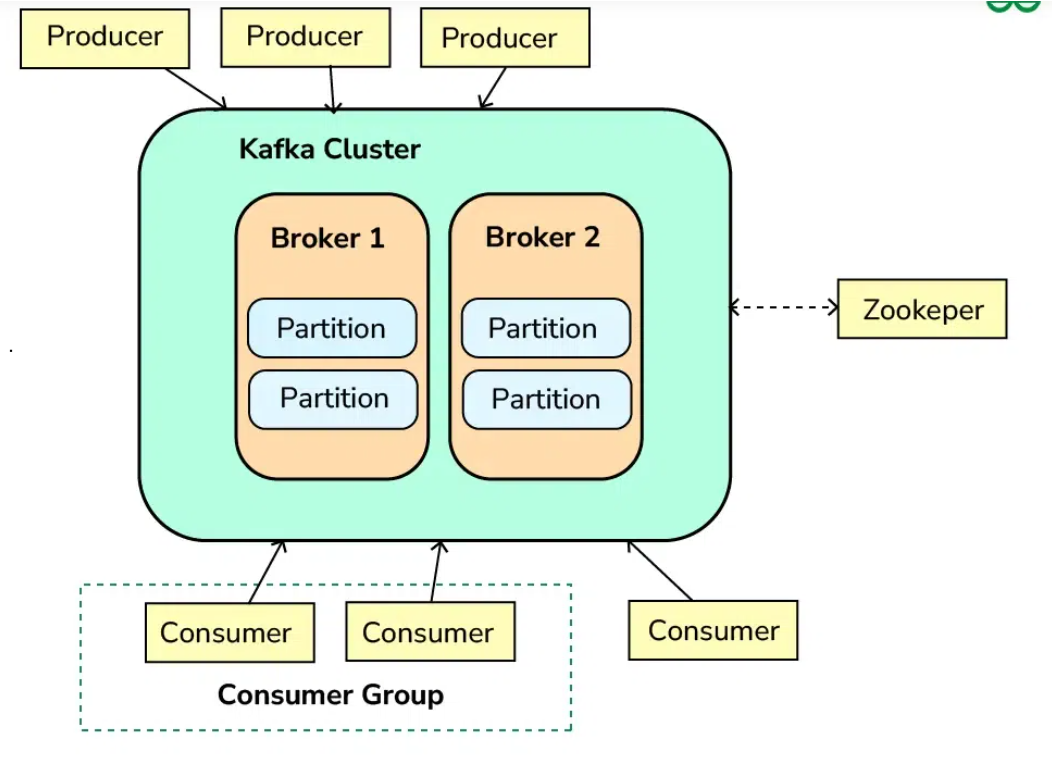 Producer
Producer
Producer
Kafka Cluster
Broker 1
Broker 2
Partition
Partition
Partition
Partition
Zookeper
Consumer
Consumer
Consumer
Consumer Group